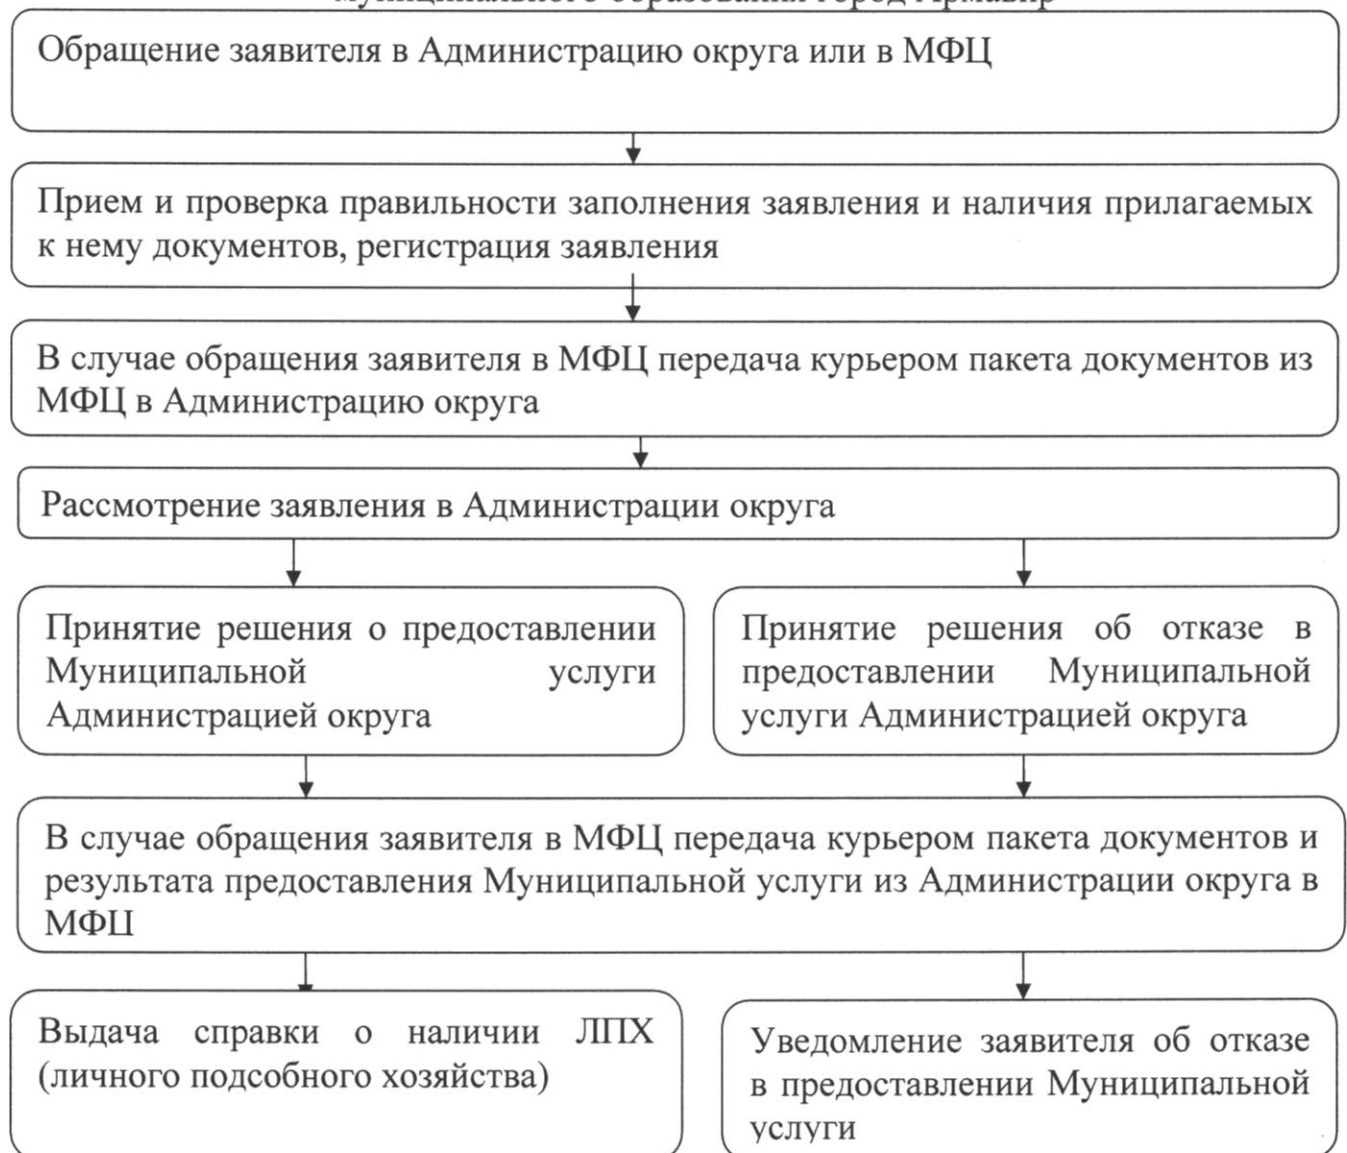 муниципального образования город Армавир
Обращение заявителя в Администрацию округа или в МФЦ
Прием и проверка правильности заполнения заявления и наличия прилагаемых
к нему документов, регистрация заявления
В случае обращения заявителя в МФЦ передача курьером пакета документов из
МФЦ в Администрацию округа
Рассмотрение заявления в Администрации округа
Принятие решения о предоставлении
Муниципальной услуги
Администрацией округа
Принятие решения об отказе в
предоставлении Муниципальной
услуги Администрацией округа
В случае обращения заявителя в МФЦ передача курьером пакета документов и
результата предоставления Муниципальной услуги из Администрации округа в
МФЦ
Выдача справки о наличии ЛПХ
(личного подсобного хозяйства)
Уведомление заявителя об отказе
в предоставлении Муниципальной
услуги